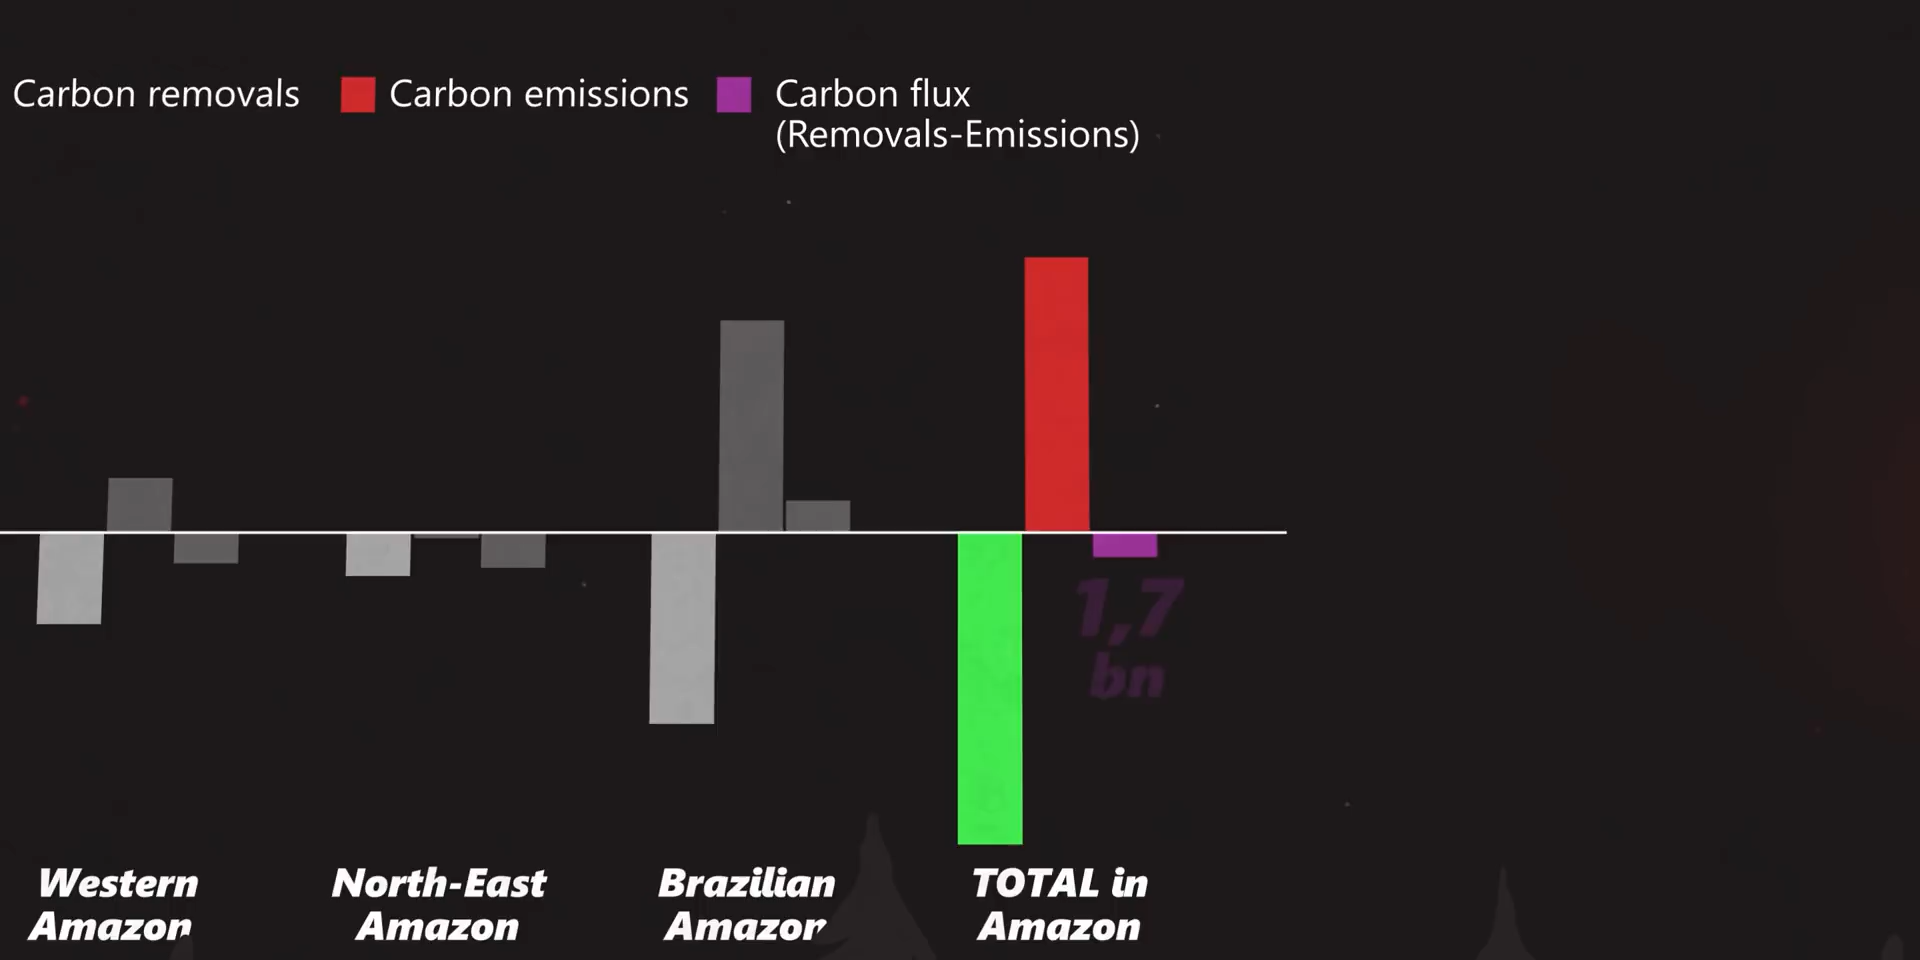 Carbon removals
Carbon emissions
Carbon flux
(Removals-Emissions)
1,7
bn
Western
Amazon
North-East
Amazon
Brazilian
Amazon
TOTAL in
Amazon